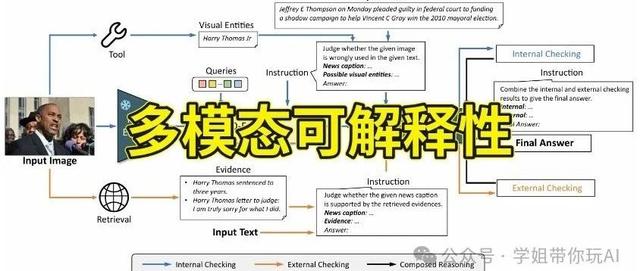 Jeffrey E Thompson on Monday pleaded guilty in federal court to funding
a shadow campaign to help Vincent C Gray win the 2010 mayoral election.
Visual Entities
Harry Thomas Jr
Tool
Judge whether the given image
is wrongly used in the given text.
News caption: ...
Possible visual entities: ...
Answer:
Instruction
Queries
Internal Checking
Instruction
Combine the internal and external checking
results to give the final answer.
Internal: ...
Answer:
多模态可解释性
Input Image
Final Answer
Evidence
• Harry Thomas sentenced to
three years.
• Harry Thomas letter to judge:
I am truly sorry for what I did.
Retrieval
Instruction
Judge whether the given news caption
is supported by the retrieved evidences.
News caption: ...
Evidence: ...
Answer:
External Checking
Input Text
公众号 · 学姐带你玩AI
Internal Checking
External Checking
Composed Reasoning